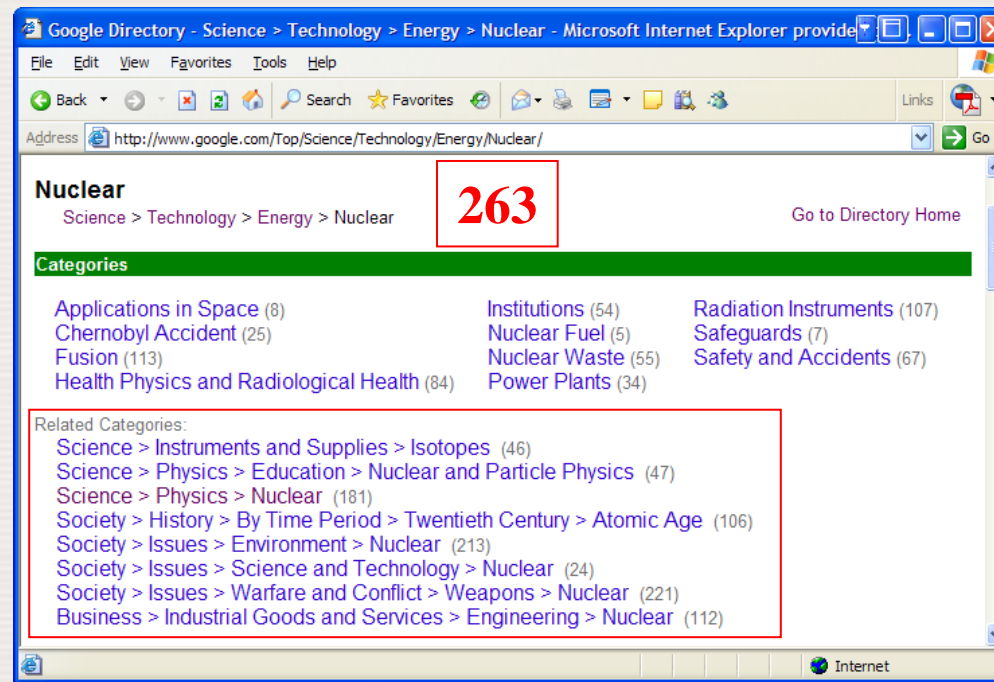 Google Directory - Science > Technology > Energy > Nuclear - Microsoft Internet Explorer provide
File Edit View Favorites Tools Help
Back Search Favorites Links
Address http://www.google.com/Top/Science/Technology/Energy/Nuclear/ Go
Nuclear
263
Science > Technology > Energy > Nuclear Go to Directory Home
Categories
Applications in Space (8) Institutions (54) Radiation Instruments (107)
Chernobyl Accident (25) Nuclear Fuel (5) Safeguards (7)
Fusion (113) Nuclear Waste (55) Safety and Accidents (67)
Health Physics and Radiological Health (84) Power Plants (34)
Related Categories:
Science > Instruments and Supplies > Isotopes (46)
Science > Physics > Education > Nuclear and Particle Physics (47)
Science > Physics > Nuclear (181)
Society > History > By Time Period > Twentieth Century > Atomic Age (106)
Society > Issues > Environment > Nuclear (213)
Society > Issues > Science and Technology > Nuclear (24)
Society > Issues > Warfare and Conflict > Weapons > Nuclear (221)
Business > Industrial Goods and Services > Engineering > Nuclear (112)
Internet